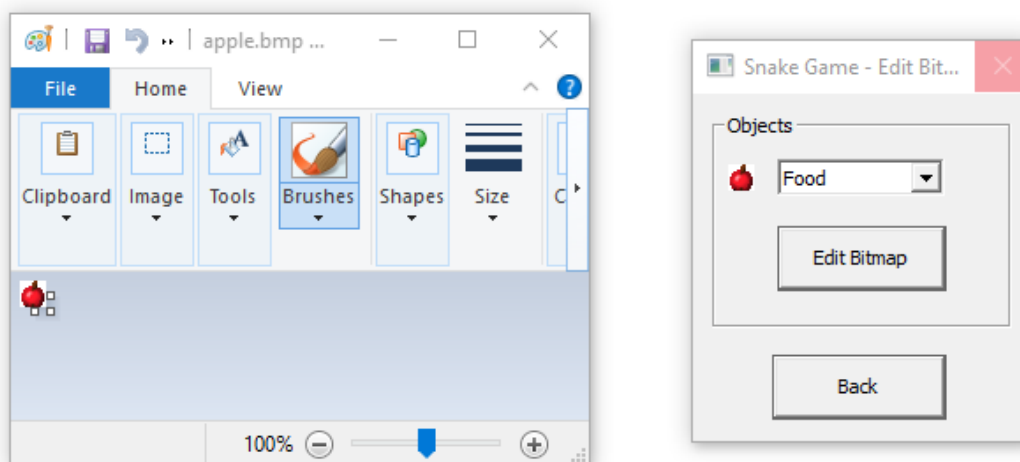 apple.bmp ...
File Home View
Clipboard Image Tools Brushes Shapes Size
100%
Snake Game - Edit Bit...
Objects
Food
Edit Bitmap
Back